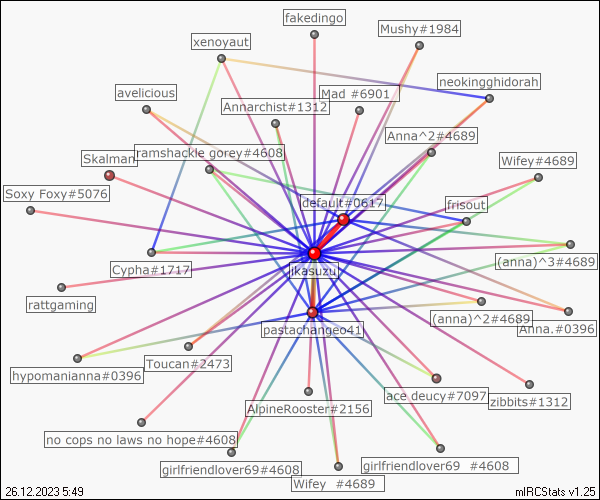 fakedingo
Mushy#1984
xenoyaut
neokingghidorah
avelicious
Mad #6901
Annarchist#1312
Anna^2#4689
ramshackle gorey#4608
Skalman
Wifey#4689
Soxy Foxy#5076
default#0617
frisout
Cypha#1717
jkasuzu
(anna)^3#4689
rattgaming
pastachangeo41
(anna)^2#4689
Anna.#0396
hypomanianna#0396
Toucan#2473
ace deucy#7097
zibbits#1312
AlpineRooster#2156
no cops no laws no hope#4608
girlfriendlover69#4608
Wifey  #4689
girlfriendlover69  #4608
26.12.2023 5:49
mIRCStats v1.25